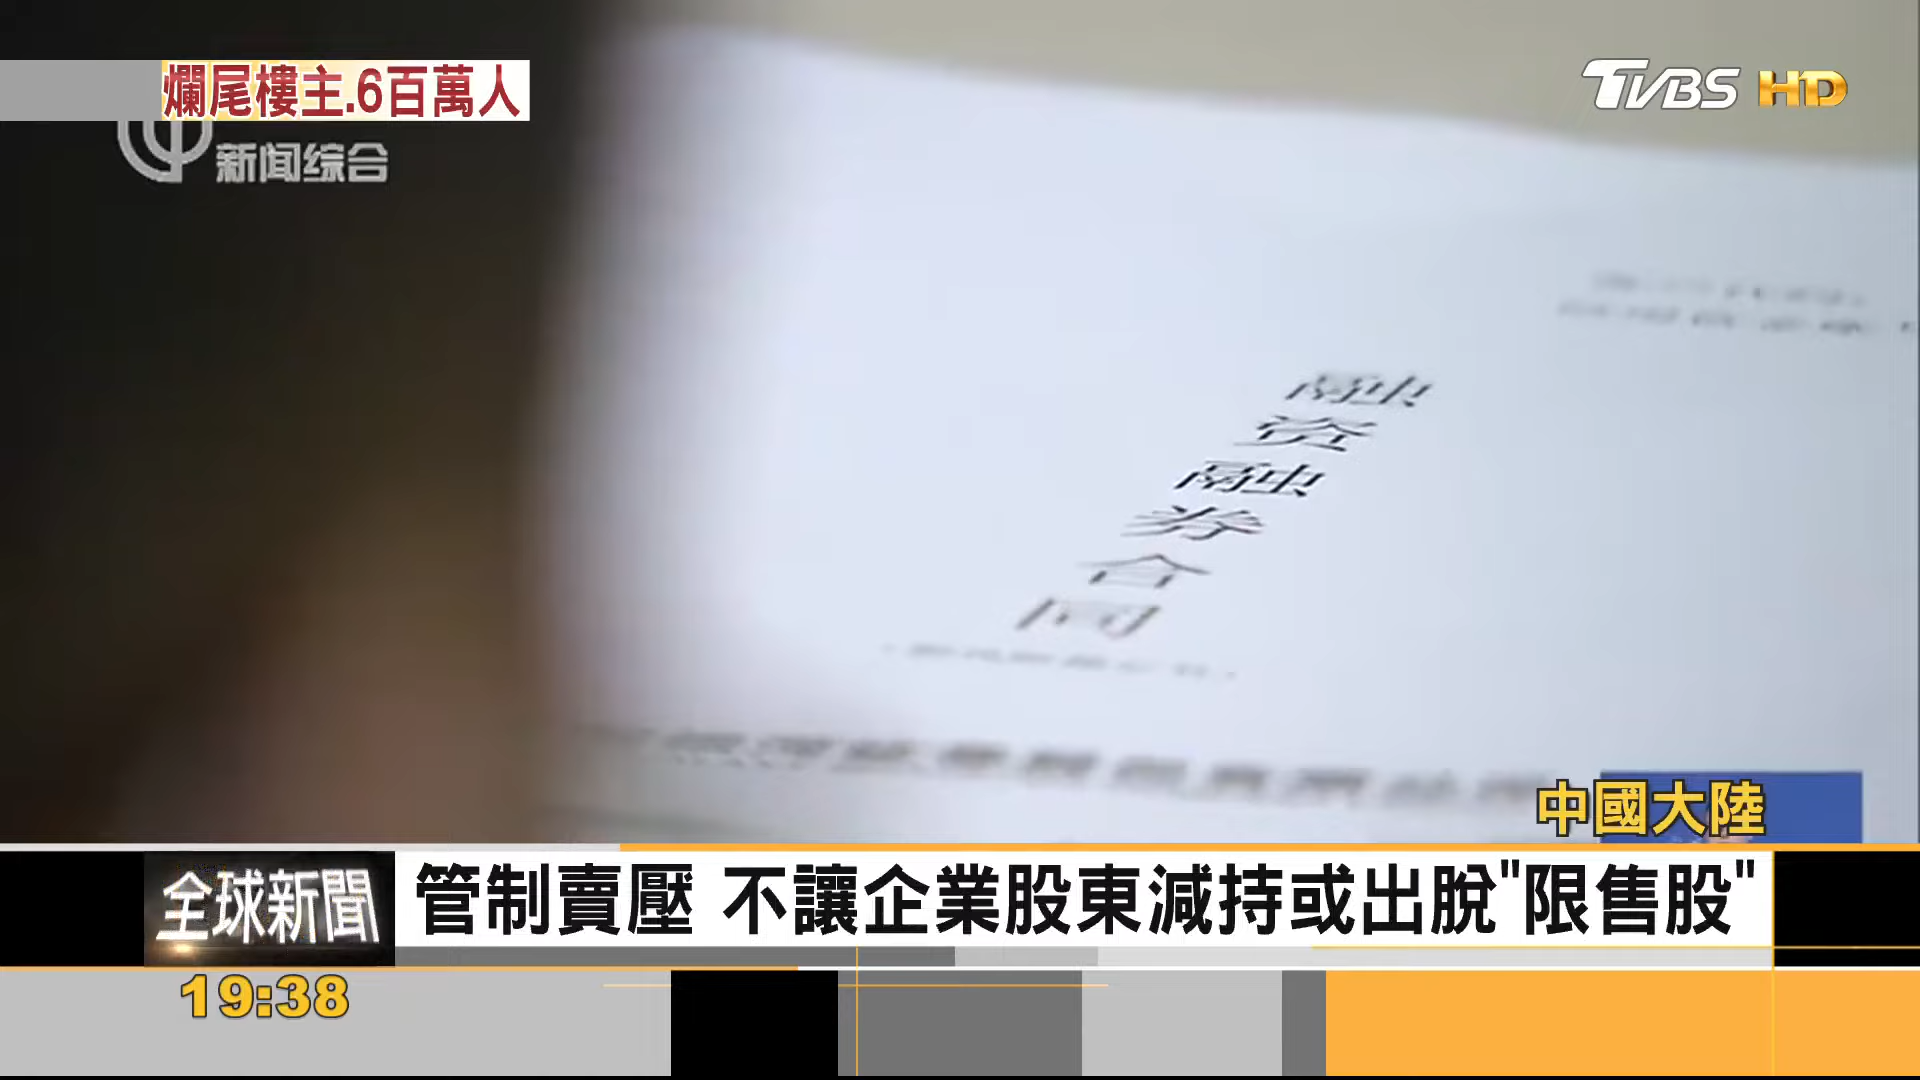 爛尾樓主.6百萬人
TVBS HD
新闻综合
融资融券合同
中國大陸
全球新聞
管制賣壓 不讓企業股東減持或出脫"限售股"
19:38